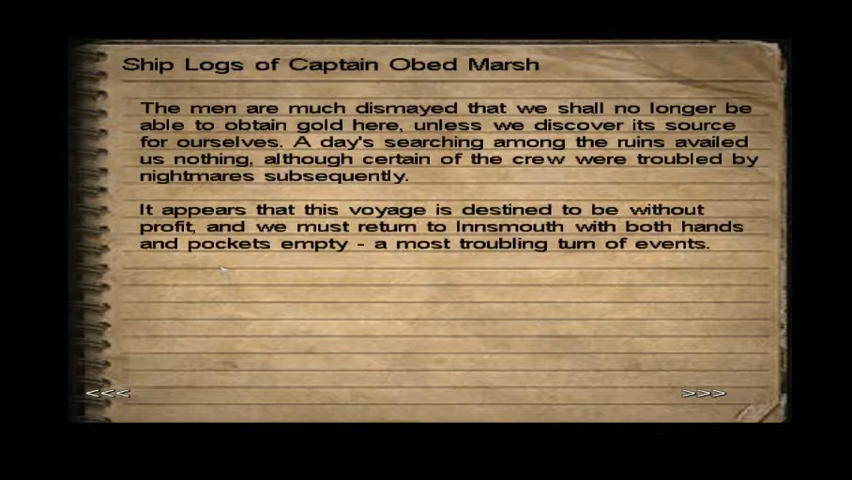 Ship Logs of Captain Obed Marsh
The men are much dismayed that we shall no longer be
able to obtain gold here, unless we discover its source
for ourselves. A day's searching among the ruins availed
us nothing, although certain of the crew were troubled by
nightmares subsequently.
It appears that this voyage is destined to be without
profit, and we must return to Innsmouth with both hands
and pockets empty - a most troubling turn of events.
<<< >>>